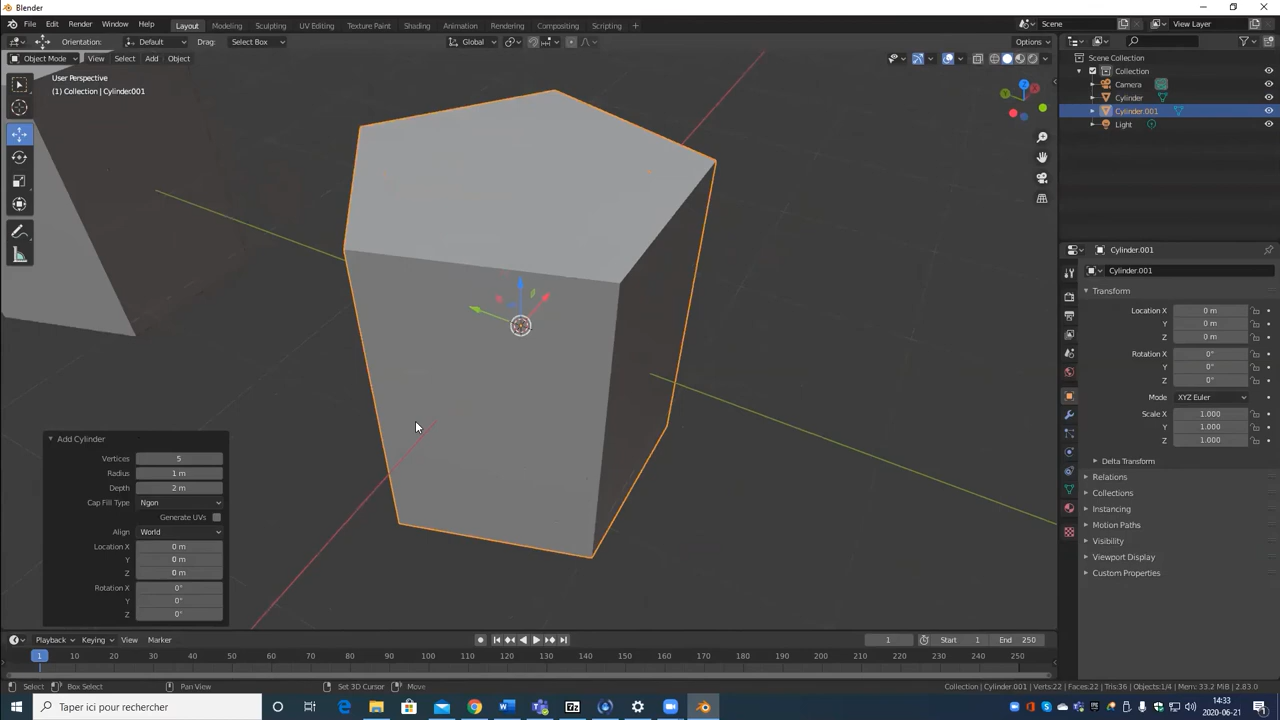 Blender
File Edit Render Window Help Layout Modeling Sculpting UV Editing Texture Paint Shading Animation Rendering Compositing Scripting Scene View Layer
Orientation: Default Drag: Select Box Global Options
Object Mode View Select Add Object
User Perspective
(1) Collection | Cylinder.001
Scene Collection
Collection
Camera
Cylinder
Cylinder.001
Light
Cylinder.001
Cylinder.001
Transform
Location X 0 m
Y 0 m
Z 0 m
Rotation X 0°
Y 0°
Z 0°
Mode XYZ Euler
Scale X 1.000
Y 1.000
Z 1.000
Delta Transform
Relations
Collections
Instancing
Motion Paths
Visibility
Viewport Display
Custom Properties
Add Cylinder
Vertices 5
Radius 1 m
Depth 2 m
Cap Fill Type Ngon
Generate UVs
Align World
Location X 0 m
Y 0 m
Z 0 m
Rotation X 0°
Y 0°
Z 0°
Playback Keying View Marker 1 Start 1 End 250
1 10 20 30 40 50 60 70 80 90 100 110 120 130 140 150 160 170 180 190 200 210 220 230 240 250
Select Box Select Pan View Set 3D Cursor Move Collection | Cylinder.001 | Verts:22 | Faces:22 | Tris:36 | Objects:1/4 | Mem: 33.2 MiB | 2.83.0
Taper ici pour rechercher
14:33
2020-06-21